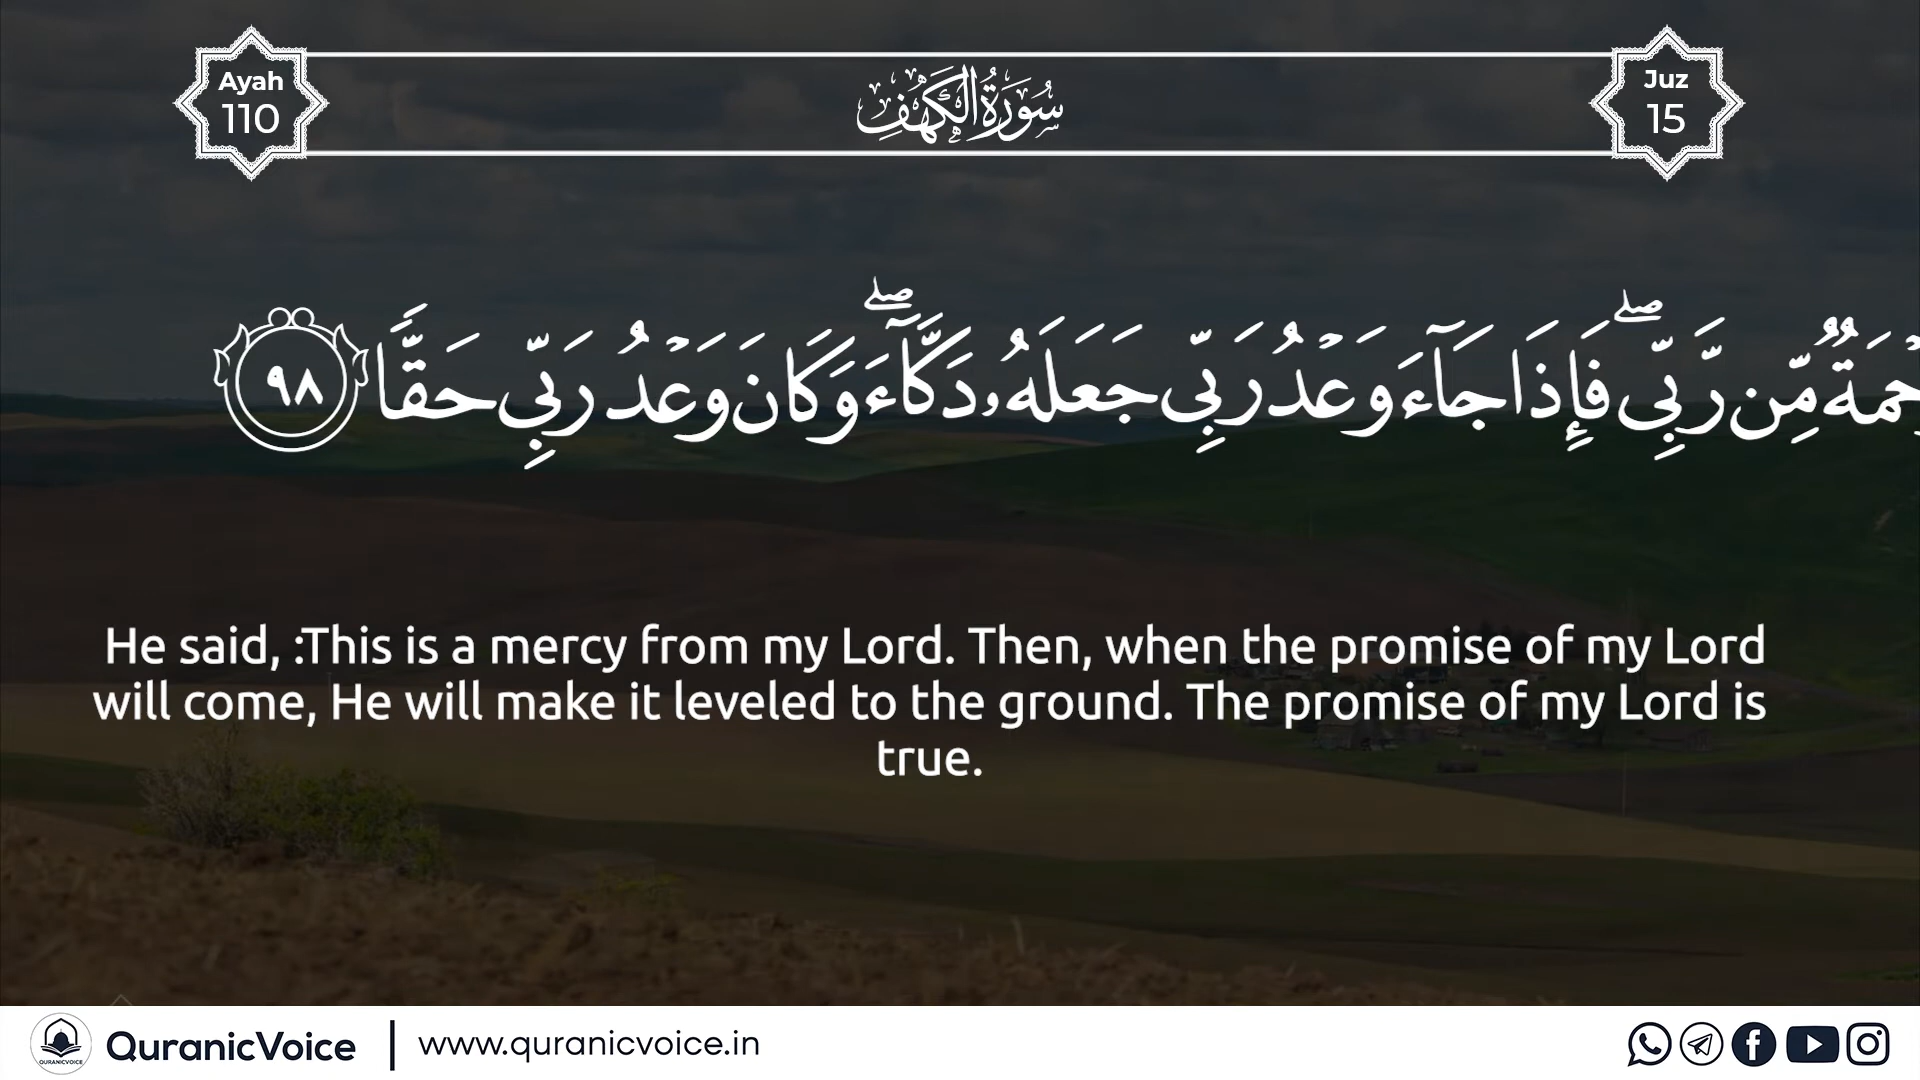 Ayah
110
سُورَةُ الْكَهْفِ
Juz
15
مِّن رَّبِّى ۖ فَإِذَا جَآءَ وَعْدُ رَبِّى جَعَلَهُۥ دَكَّآءَ ۖ وَكَانَ وَعْدُ رَبِّى حَقًّا ٩٨
He said, :This is a mercy from my Lord. Then, when the promise of my Lord
will come, He will make it leveled to the ground. The promise of my Lord is
true.
QURANICVOICE
QuranicVoice | www.quranicvoice.in